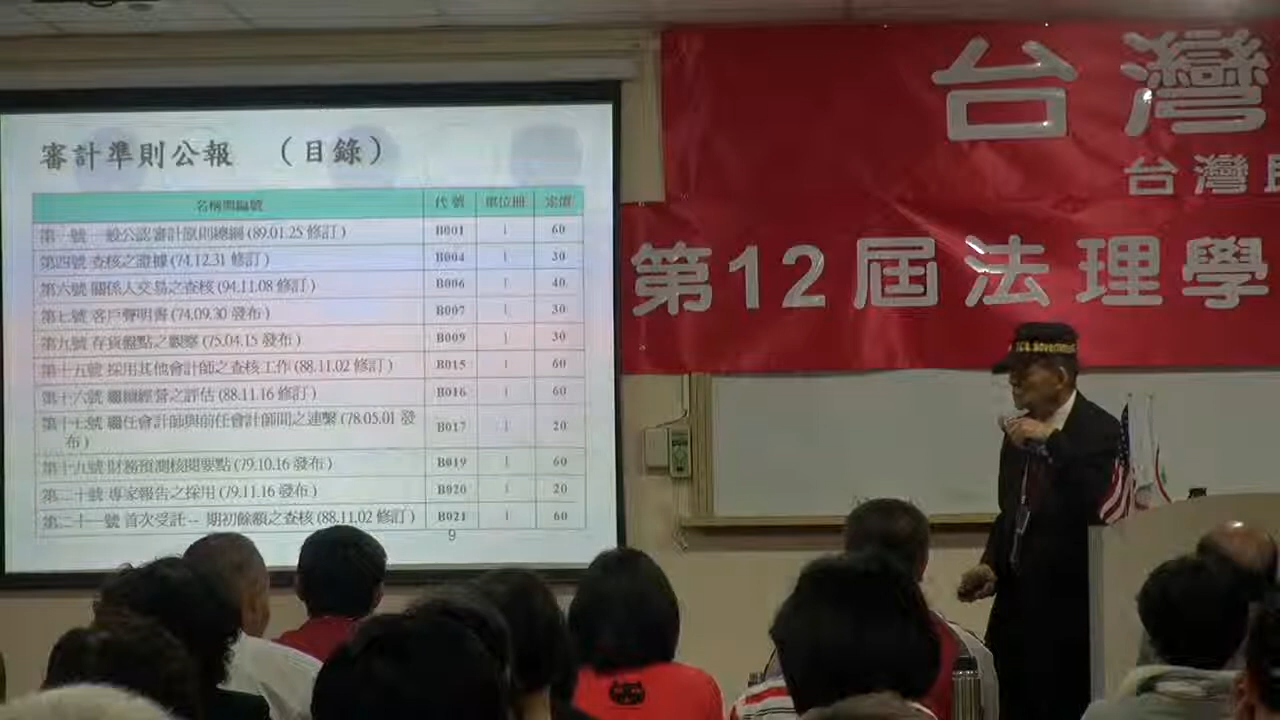 審計準則公報 (目錄)
名稱與編號 代號 單位冊 定價
第一號 一般公認審計原則總綱 (89.01.25 修訂) B001 1 60
第四號 查核之證據 (74.12.31 修訂) B004 1 30
第六號 關係人交易之查核 (94.11.08 修訂) B006 1 40
第七號 客戶聲明書 (74.09.30 發布) B007 1 30
第九號 存貨盤點之觀察 (75.04.15 發布) B009 1 30
第十五號 採用其他會計師之查核工作 (88.11.02 修訂) B015 1 60
第十六號 繼續經營之評估 (88.11.16 修訂) B016 1 60
第十七號 繼任會計師與前任會計師間之連繫 (78.05.01 發
布) B017 1 20
第十九號 財務預測核閱要點 (79.10.16 發布) B019 1 60
第二十號 專家報告之採用 (79.11.16 發布) B020 1 20
第二十一號 首次受託-- 期初餘額之查核 (88.11.02 修訂) B021 1 60
9
台灣
台灣
第12屆法理學